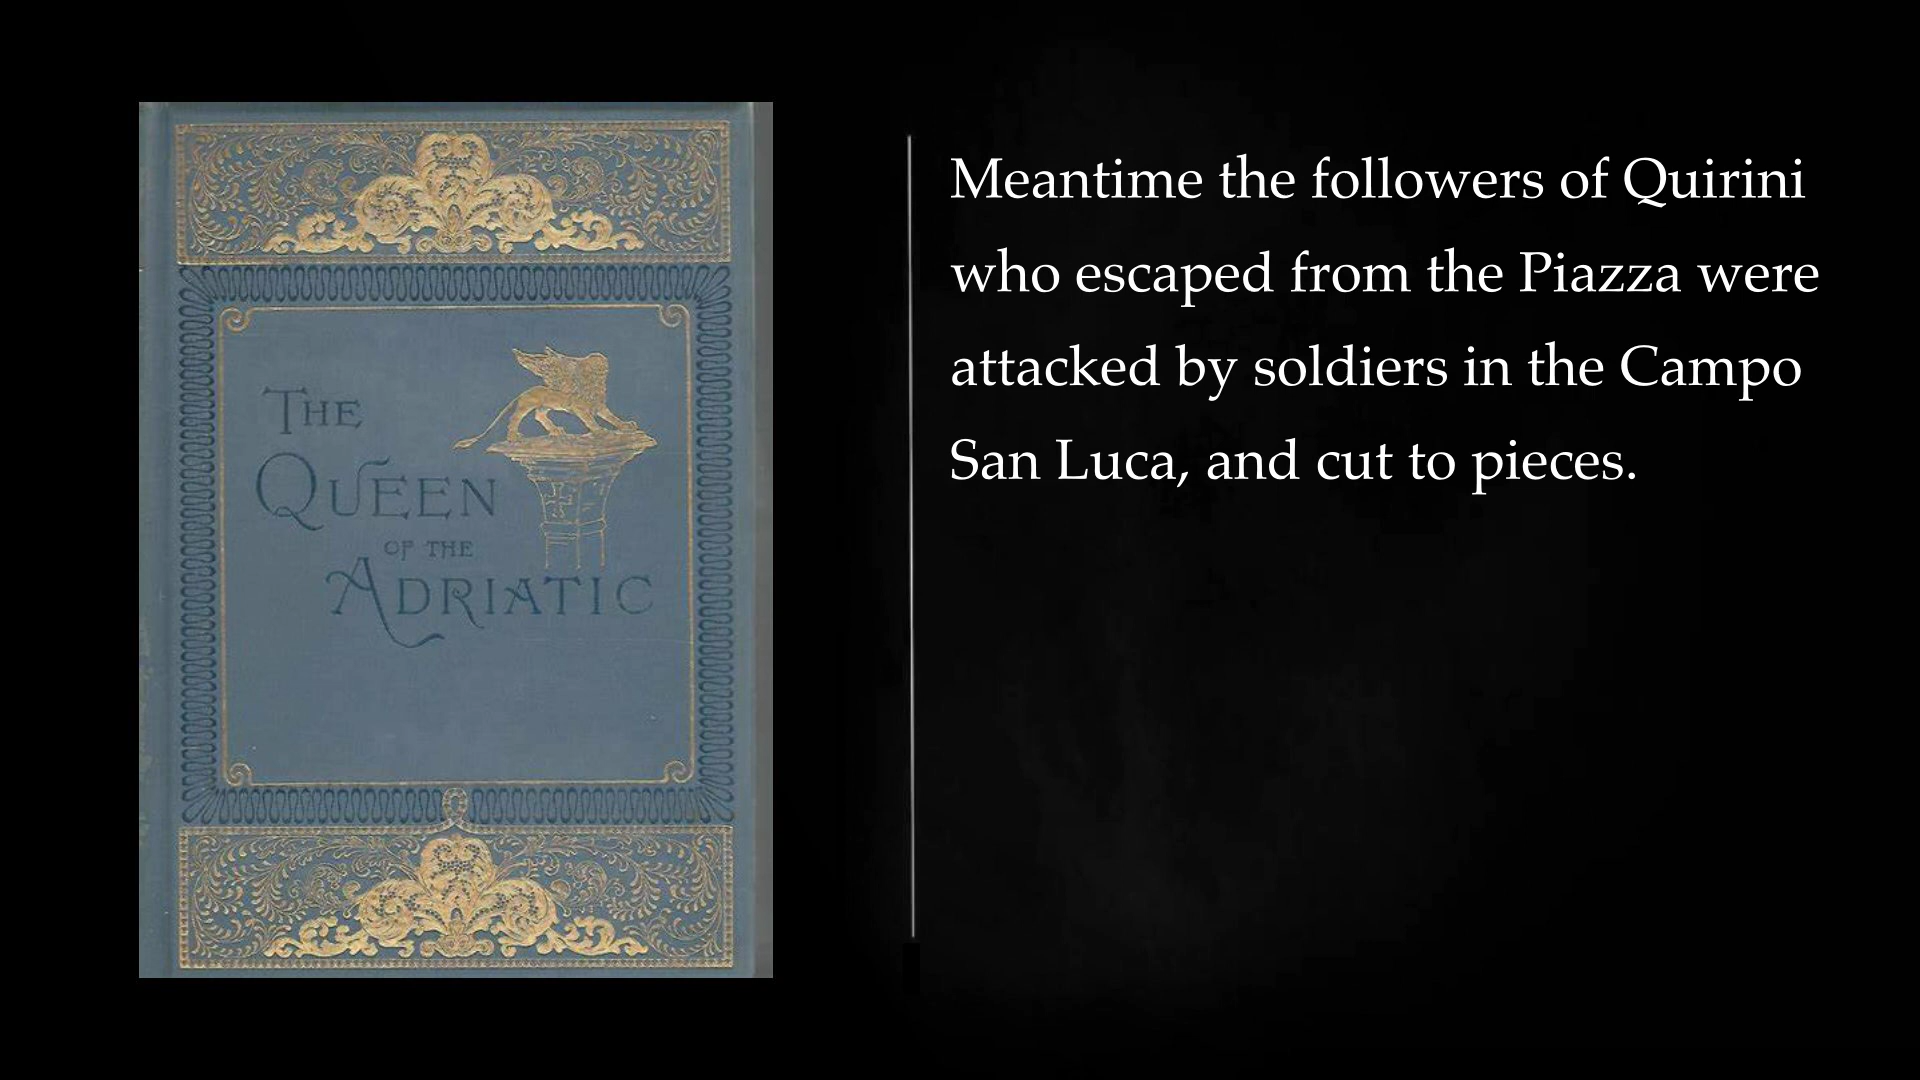 THE
QUEEN
OF THE
ADRIATIC
Meantime the followers of Quirini
who escaped from the Piazza were
attacked by soldiers in the Campo
San Luca, and cut to pieces.